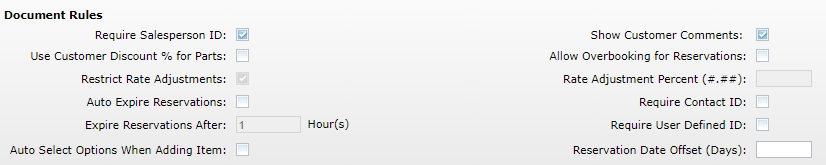 Document Rules
Require Salesperson ID: Show Customer Comments:
Use Customer Discount % for Parts: Allow Overbooking for Reservations:
Restrict Rate Adjustments: Rate Adjustment Percent (#.##):
Auto Expire Reservations: Require Contact ID:
Expire Reservations After: 1 Hour(s) Require User Defined ID:
Auto Select Options When Adding Item: Reservation Date Offset (Days):